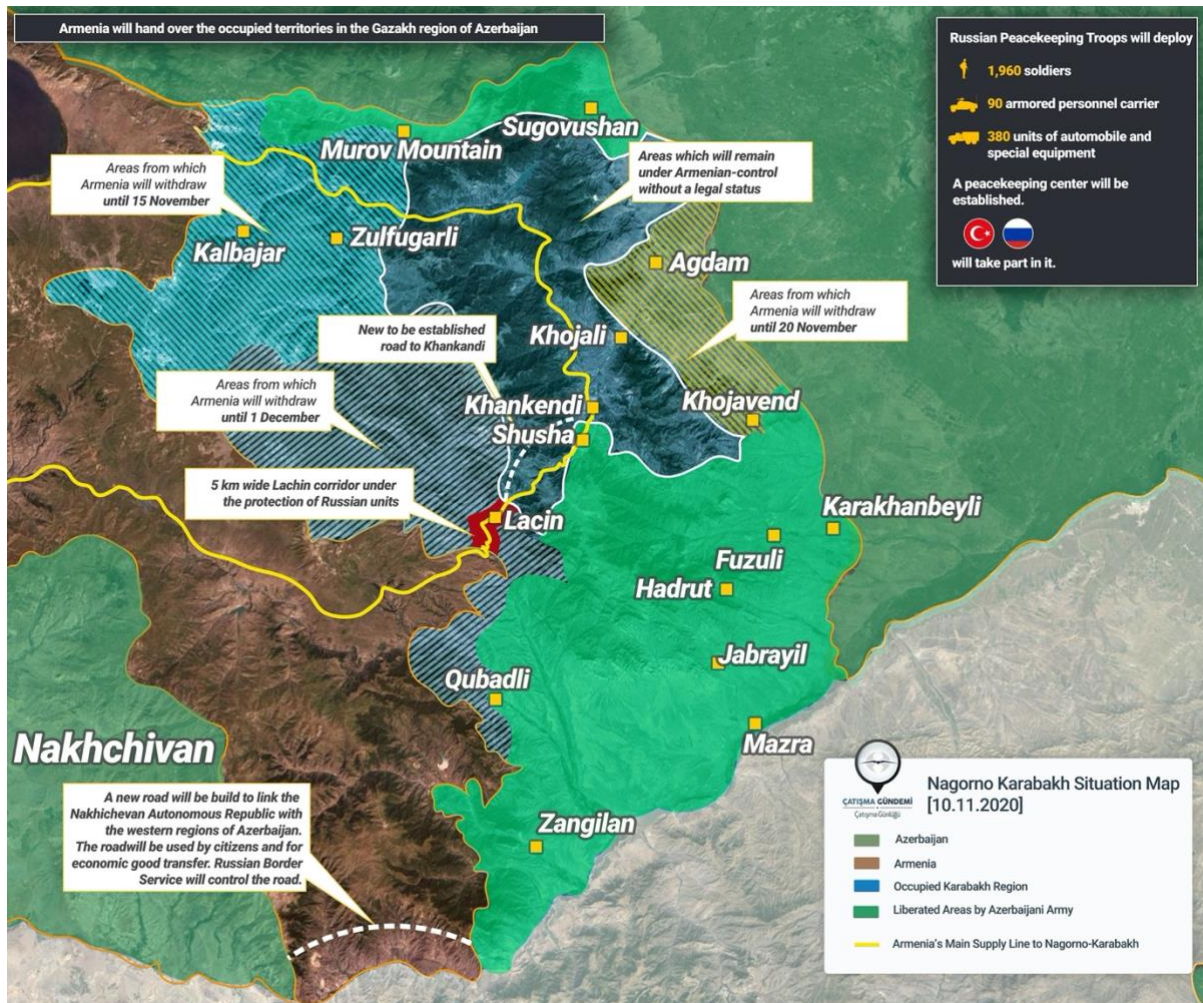 Armenia will hand over the occupied territories in the Gazakh region of Azerbaijan
Russian Peacekeeping Troops will deploy
1,960 soldiers
90 armored personnel carrier
380 units of automobile and
special equipment
A peacekeeping center will be
established.
will take part in it.
Sugovushan
Murov Mountain
Areas from which
Armenia will withdraw
until 15 November
Areas which will remain
under Armenian-control
without a legal status
Kalbajar
Zulfugarli
Agdam
Areas from which
Armenia will withdraw
until 20 November
New to be established
road to Khankandi
Khojali
Areas from which
Armenia will withdraw
until 1 December
Khankendi
Khojavend
Shusha
5 km wide Lachin corridor under
the protection of Russian units
Lacin
Karakhanbeyli
Fuzuli
Hadrut
Jabrayil
Qubadli
Mazra
Nakhchivan
A new road will be build to link the
Nakhichevan Autonomous Republic with
the western regions of Azerbaijan.
The roadwill be used by citizens and for
economic good transfer. Russian Border
Service will control the road.
Zangilan
ÇATIŞMA GÜNDEMİ
Çatışma Günlüğü
Nagorno Karabakh Situation Map
[10.11.2020]
Azerbaijan
Armenia
Occupied Karabakh Region
Liberated Areas by Azerbaijani Army
Armenia's Main Supply Line to Nagorno-Karabakh